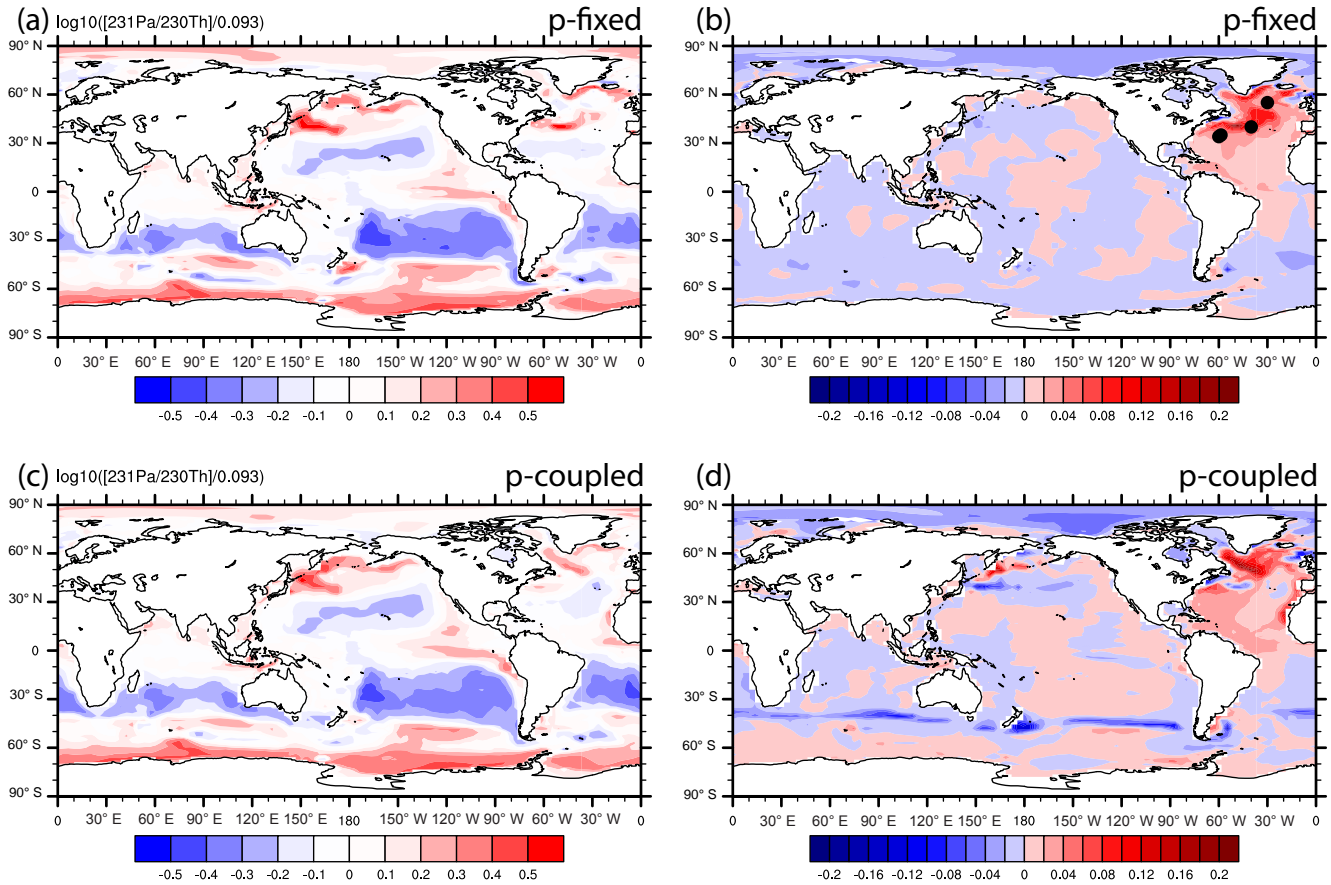 (a) log10([231Pa/230Th]/0.093) p-fixed
90° N
60° N
30° N
0
30° S
60° S
90° S
0 30° E 60° E 90° E 120° E 150° E 180 150° W 120° W 90° W 60° W 30° W 0
-0.5 -0.4 -0.3 -0.2 -0.1 0 0.1 0.2 0.3 0.4 0.5
(b) p-fixed
90° N
60° N
30° N
0
30° S
60° S
90° S
0 30° E 60° E 90° E 120° E 150° E 180 150° W 120° W 90° W 60° W 30° W 0
-0.2 -0.16 -0.12 -0.08 -0.04 0 0.04 0.08 0.12 0.16 0.2
(c) log10([231Pa/230Th]/0.093) p-coupled
90° N
60° N
30° N
0
30° S
60° S
90° S
0 30° E 60° E 90° E 120° E 150° E 180 150° W 120° W 90° W 60° W 30° W 0
-0.5 -0.4 -0.3 -0.2 -0.1 0 0.1 0.2 0.3 0.4 0.5
(d) p-coupled
90° N
60° N
30° N
0
30° S
60° S
90° S
0 30° E 60° E 90° E 120° E 150° E 180 150° W 120° W 90° W 60° W 30° W 0
-0.2 -0.16 -0.12 -0.08 -0.04 0 0.04 0.08 0.12 0.16 0.2